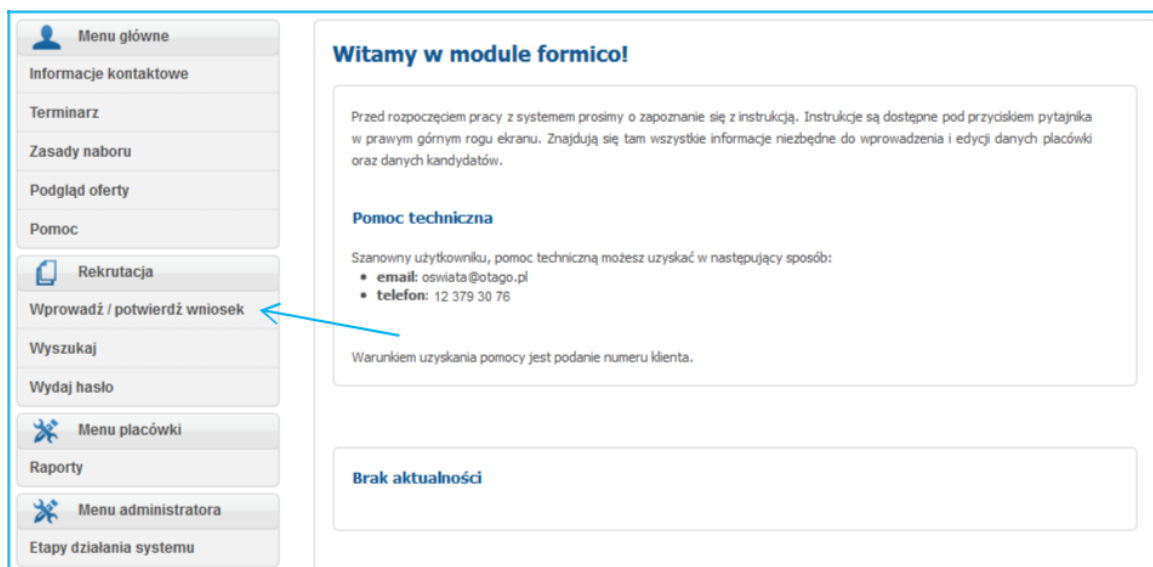 Menu główne
Informacje kontaktowe
Terminarz
Zasady naboru
Podgląd oferty
Pomoc
Rekrutacja
Wprowadź / potwierdź wniosek
Wyszukaj
Wydaj hasło
Menu placówki
Raporty
Menu administratora
Etapy działania systemu
Witamy w module formico!
Przed rozpoczęciem pracy z systemem prosimy o zapoznanie się z instrukcją. Instrukcje są dostępne pod przyciskiem pytajnika
w prawym górnym rogu ekranu. Znajdują się tam wszystkie informacje niezbędne do wprowadzenia i edycji danych placówki
oraz danych kandydatów.
Pomoc techniczna
Szanowny użytkowniku, pomoc techniczną możesz uzyskać w następujący sposób:
• email: oswiata@otago.pl
• telefon: 12 379 30 76
Warunkiem uzyskania pomocy jest podanie numeru klienta.
Brak aktualności